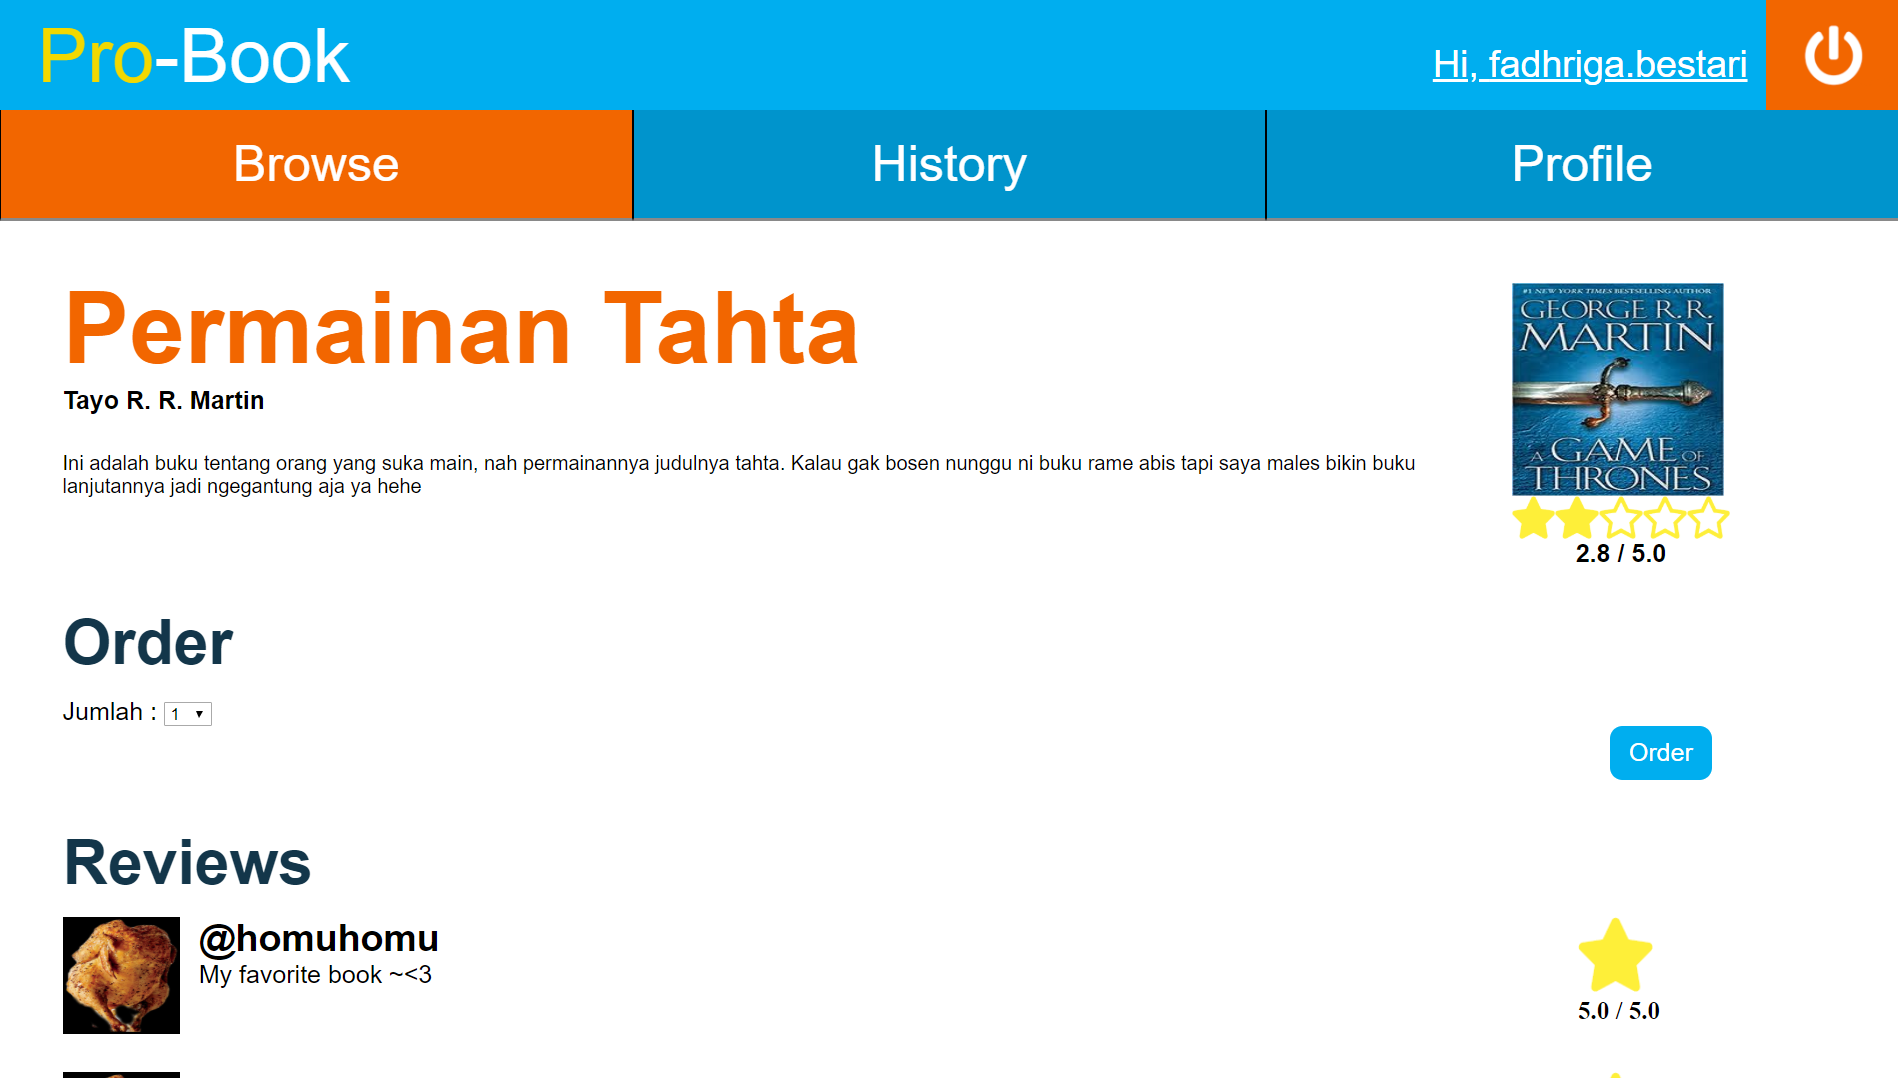 Pro-Book
Hi, fadhriga.bestari
Browse
History
Profile
Permainan Tahta
Tayo R. R. Martin
Ini adalah buku tentang orang yang suka main, nah permainannya judulnya tahta. Kalau gak bosen nunggu ni buku rame abis tapi saya males bikin buku
lanjutannya jadi ngegantung aja ya hehe
#1 NEW YORK TIMES BESTSELLING AUTHOR
GEORGE R.R.
MARTIN
A GAME OF
THRONES
2.8 / 5.0
Order
Jumlah : 1
Order
Reviews
@homuhomu
My favorite book ~<3
5.0 / 5.0